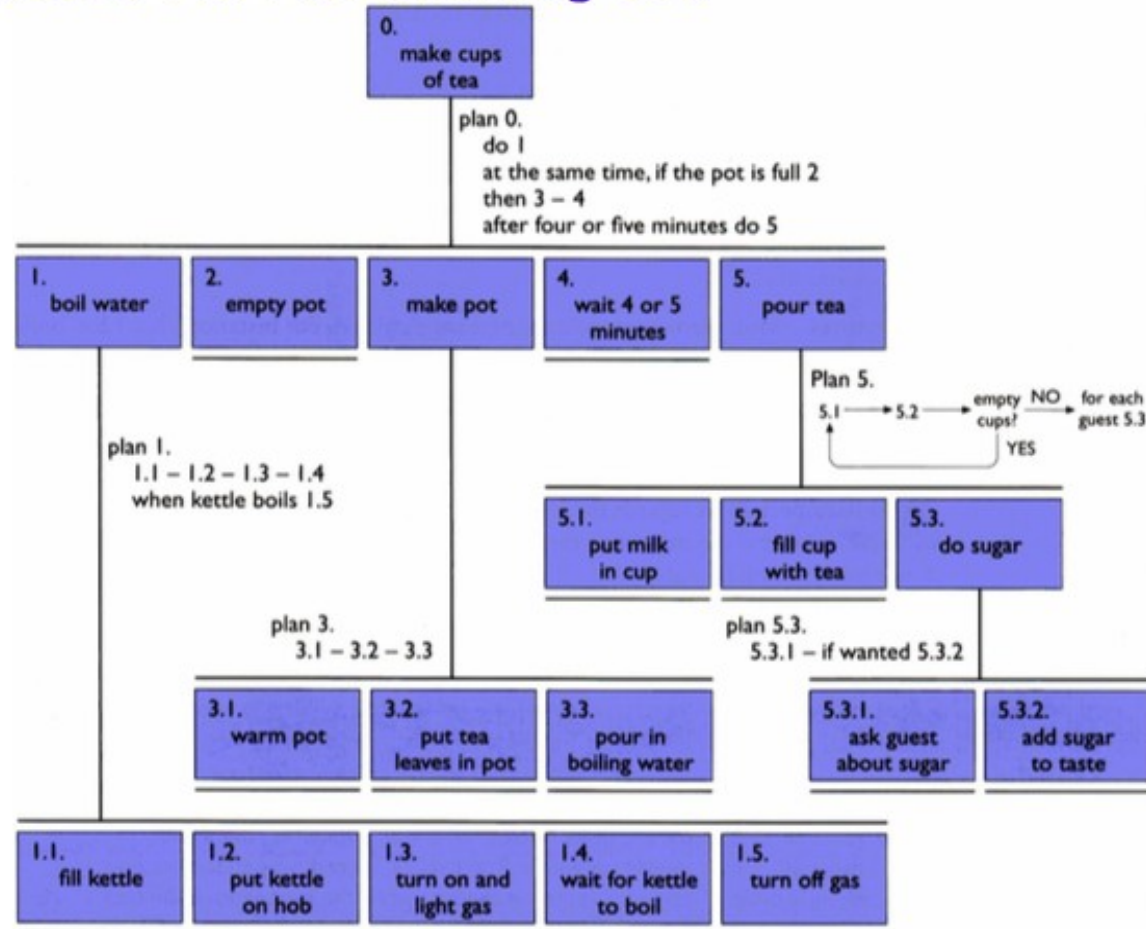 0.
make cups
of tea
plan 0.
do 1
at the same time, if the pot is full 2
then 3 – 4
after four or five minutes do 5
1.
boil water
2.
empty pot
3.
make pot
4.
wait 4 or 5
minutes
5.
pour tea
Plan 5.
5.1
5.2
empty
cups?
NO
for each
guest 5.3
YES
plan 1.
1.1 – 1.2 – 1.3 – 1.4
when kettle boils 1.5
5.1.
put milk
in cup
5.2.
fill cup
with tea
5.3.
do sugar
plan 3.
3.1 – 3.2 – 3.3
plan 5.3.
5.3.1 – if wanted 5.3.2
3.1.
warm pot
3.2.
put tea
leaves in pot
3.3.
pour in
boiling water
5.3.1.
ask guest
about sugar
5.3.2.
add sugar
to taste
1.1.
fill kettle
1.2.
put kettle
on hob
1.3.
turn on and
light gas
1.4.
wait for kettle
to boil
1.5.
turn off gas